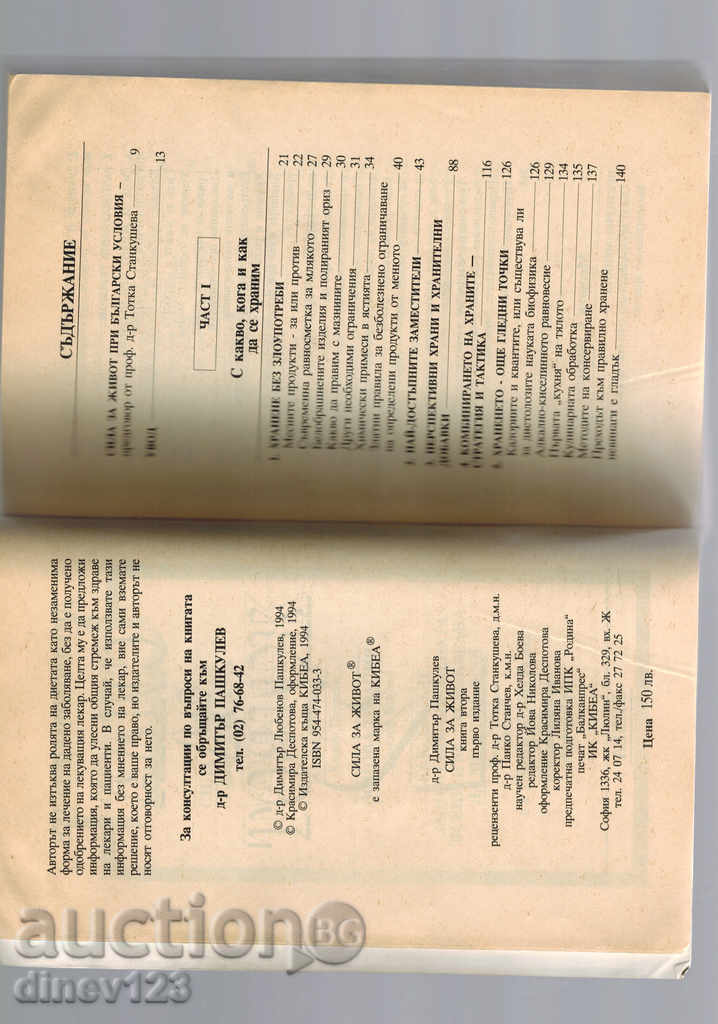 Авторът не изтъква ролята на диетата като незаменима
форма за лечение на дадено заболяване, без да е получено
одобрението на лекуващия лекар. Целта му е да предложи
информация, която да улесни общия стремеж към здраве
на лекари и пациенти. В случай, че използвате тази
информация без мнението на лекар, вие сами вземате
решение, което е ваше право, но издателите и авторът не
носят отговорност за него.
За консултации по въпроси на книгата
се обръщайте към
д-р ДИМИТЪР ПАШКУЛЕВ
тел. (02) 76-68-42
© д-р Димитър Любенов Пашкулев, 1994
© Красимира Деспотова, оформление, 1994
© Издателска къща КИБЕА, 1994
ISBN 954-474-033-3
СИЛА ЗА ЖИВОТ®
е запазена марка на КИБЕА®
д-р Димитър Пашкулев
СИЛА ЗА ЖИВОТ
книга втора
първо издание
рецензенти проф. д-р Тотка Станкушева, д.м.н.
д-р Панко Станчев, к.м.н.
научен редактор д-р Хелда Боева
редактор Йова Николова
оформление Красимира Деспотова
коректор Лиляна Иванова
предпечатна подготовка ИПК „Родина“
печат „Балканпрес“
ИК „КИБЕА“
София 1336, жк „Люлин“, бл. 329, вх. Ж
тел. 24 07 14, тел./факс 27 72 25
Цена 150 лв.
СЪДЪРЖАНИЕ
СИЛА ЗА ЖИВОТ ПРИ БЪЛГАРСКИ УСЛОВИЯ –
предговор от проф. д-р Тотка Станкушева 9
УВОД 13
ЧАСТ I
С какво, кога и как
да се храним
1. ХРАНЕНЕ БЕЗ ЗЛОУПОТРЕБИ 21
Месните продукти - за или против 22
Съвременна равносметка за млякото 27
Белобрашнените изделия и полираният ориз 29
Какво да правим с мазнините 30
Други необходими ограничения 31
Химически примеси в ястията 34
Златни правила за безболезнено ограничаване
на определени продукти от менюто 40
2. НАЙ-ДОСТЪПНИТЕ ЗАМЕСТИТЕЛИ 43
3. ПЕРСПЕКТИВНИ ХРАНИ И ХРАНИТЕЛНИ
ДОБАВКИ 88
4. КОМБИНИРАНЕТО НА ХРАНИТЕ –
СТРАТЕГИЯ И ТАКТИКА 116
ХРАНЕНЕТО - ОЩЕ ГЛЕДНИ ТОЧКИ 126
Калориите и квантите, или съществува ли
за диетолозите науката биофизика 126
Алкално-киселинното равновесие 129
Първата „кухня“ на тялото 134
Кулинарната обработка 135
Методите на консервиране 137
Преходът към правилно хранене
невинаги е гладък 140
auctionBG
dinev123